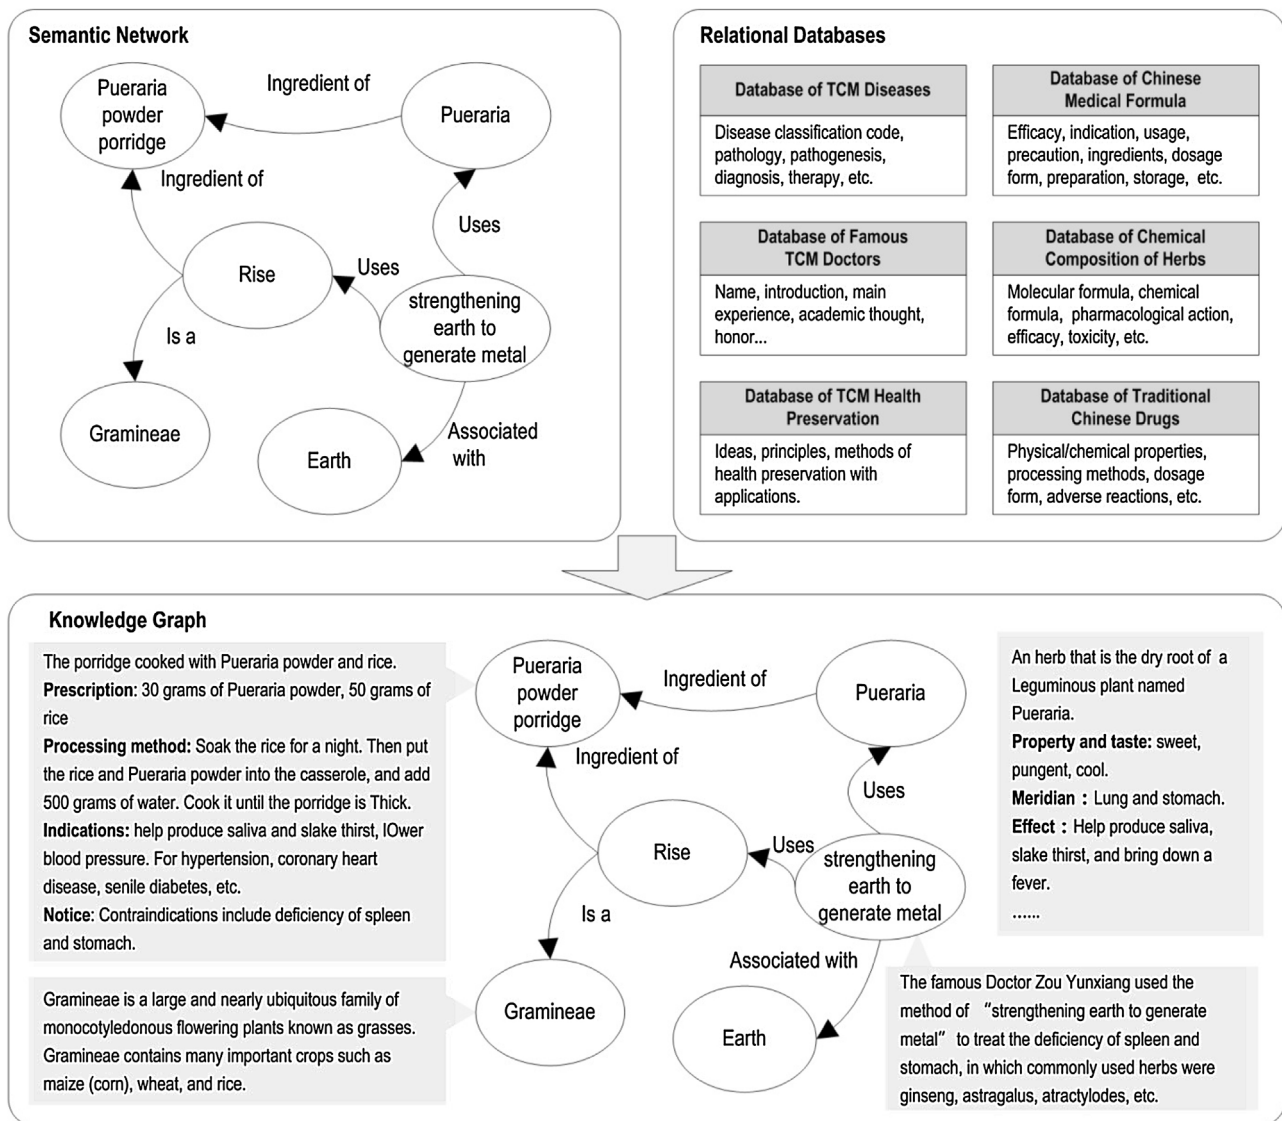 Semantic Network
Pueraria
powder
porridge
Ingredient of
Pueraria
Ingredient of
Uses
Rise
Uses
strengthening
earth to
generate metal
Is a
Gramineae
Earth
Associated
with
Relational Databases
Database of TCM Diseases
Disease classification code,
pathology, pathogenesis,
diagnosis, therapy, etc.
Database of Chinese
Medical Formula
Efficacy, indication, usage,
precaution, ingredients, dosage
form, preparation, storage, etc.
Database of Famous
TCM Doctors
Name, introduction, main
experience, academic thought,
honor...
Database of Chemical
Composition of Herbs
Molecular formula, chemical
formula, pharmacological action,
efficacy, toxicity, etc.
Database of TCM Health
Preservation
Ideas, principles, methods of
health preservation with
applications.
Database of Traditional
Chinese Drugs
Physical/chemical properties,
processing methods, dosage
form, adverse reactions, etc.
Knowledge Graph
The porridge cooked with Pueraria powder and rice.
Prescription: 30 grams of Pueraria powder, 50 grams of
rice
Processing method: Soak the rice for a night. Then put
the rice and Pueraria powder into the casserole, and add
500 grams of water. Cook it until the porridge is Thick.
Indications: help produce saliva and slake thirst, lOwer
blood pressure. For hypertension, coronary heart
disease, senile diabetes, etc.
Notice: Contraindications include deficiency of spleen
and stomach.
Gramineae is a large and nearly ubiquitous family of
monocotyledonous flowering plants known as grasses.
Gramineae contains many important crops such as
maize (corn), wheat, and rice.
Pueraria
powder
porridge
Ingredient of
Pueraria
Ingredient of
Uses
Rise
Uses
strengthening
earth to
generate metal
Is a
Associated with
Gramineae
Earth
An herb that is the dry root of a
Leguminous plant named
Pueraria.
Property and taste: sweet,
pungent, cool.
Meridian：Lung and stomach.
Effect：Help produce saliva,
slake thirst, and bring down a
fever.
……
The famous Doctor Zou Yunxiang used the
method of “strengthening earth to generate
metal” to treat the deficiency of spleen and
stomach, in which commonly used herbs were
ginseng, astragalus, atractylodes, etc.